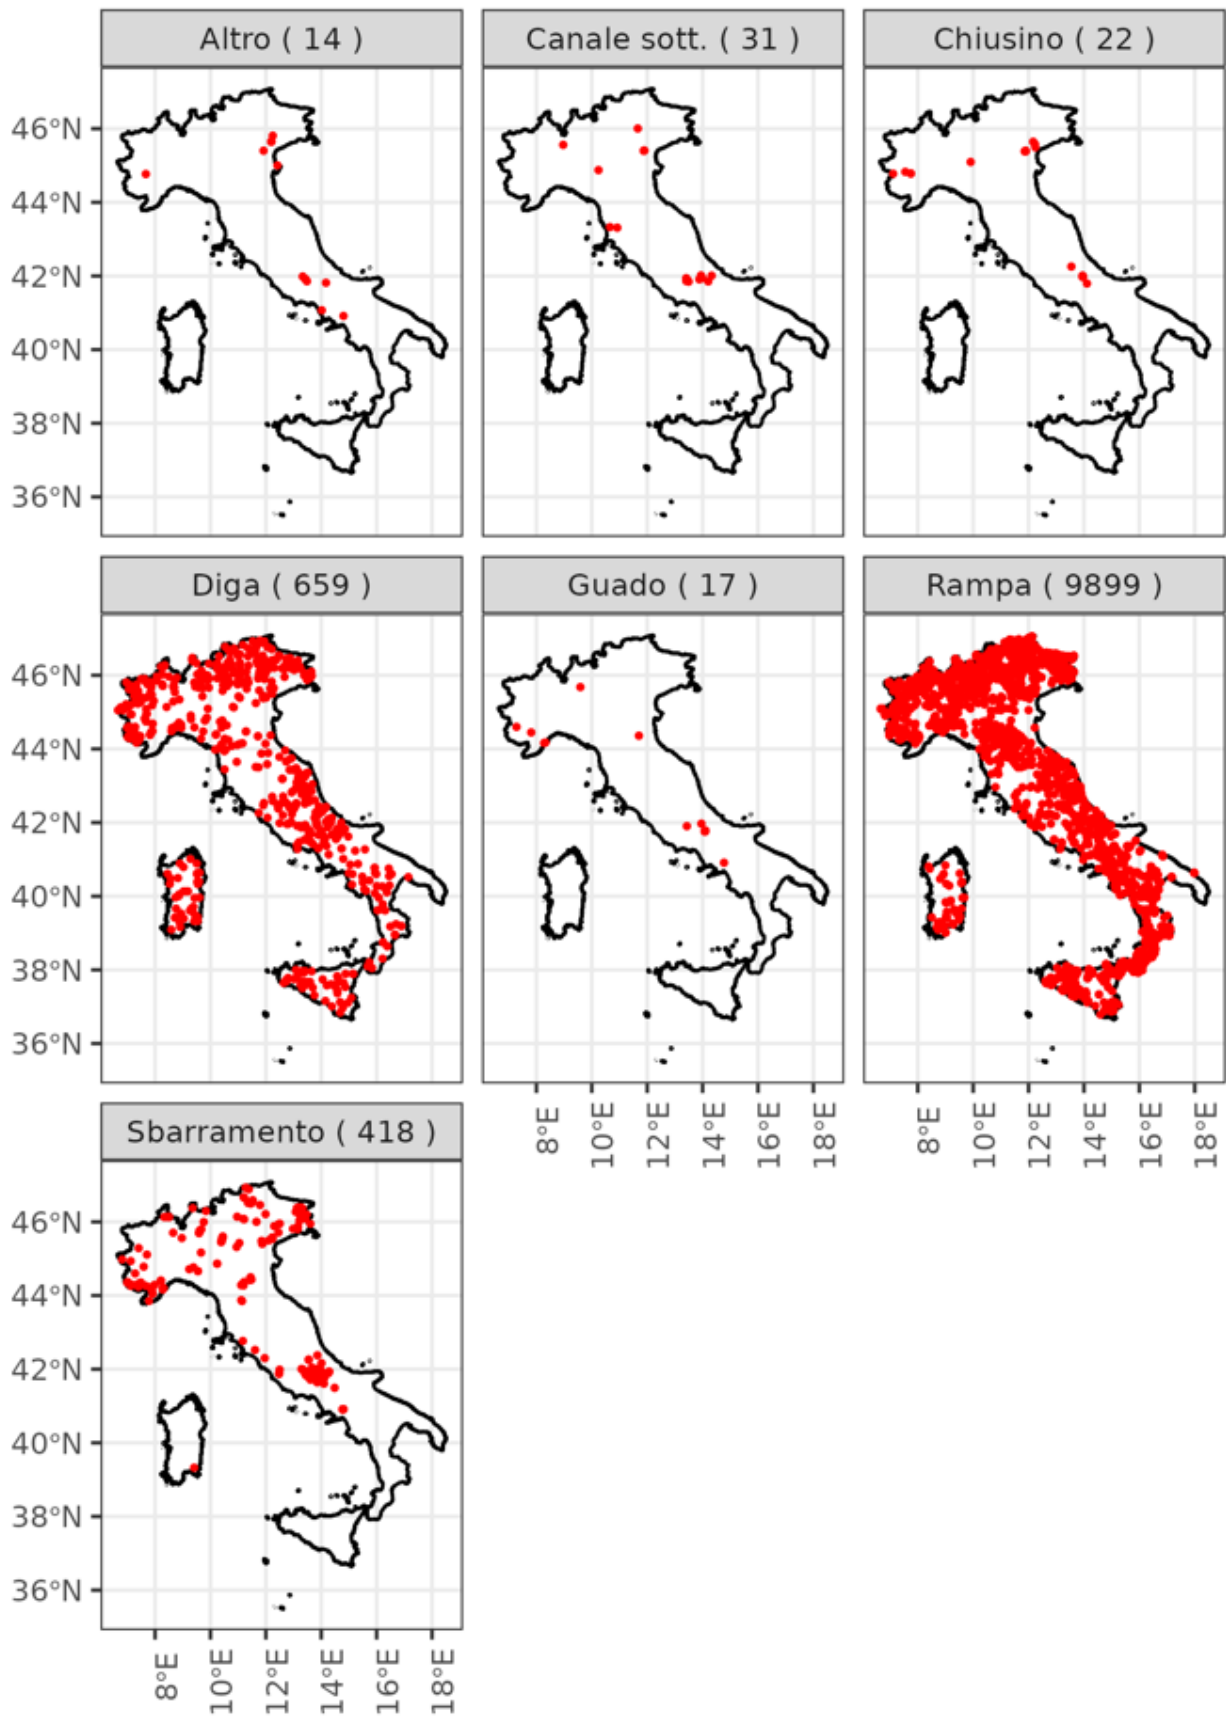 Altro ( 14 )
Canale sott. ( 31 )
Chiusino ( 22 )
46°N
44°N
42°N
40°N
38°N
36°N
Diga ( 659 )
Guado ( 17 )
Rampa ( 9899 )
46°N
44°N
42°N
40°N
38°N
36°N
8°E
10°E
12°E
14°E
16°E
18°E
8°E
10°E
12°E
14°E
16°E
18°E
Sbarramento ( 418 )
46°N
44°N
42°N
40°N
38°N
36°N
8°E
10°E
12°E
14°E
16°E
18°E